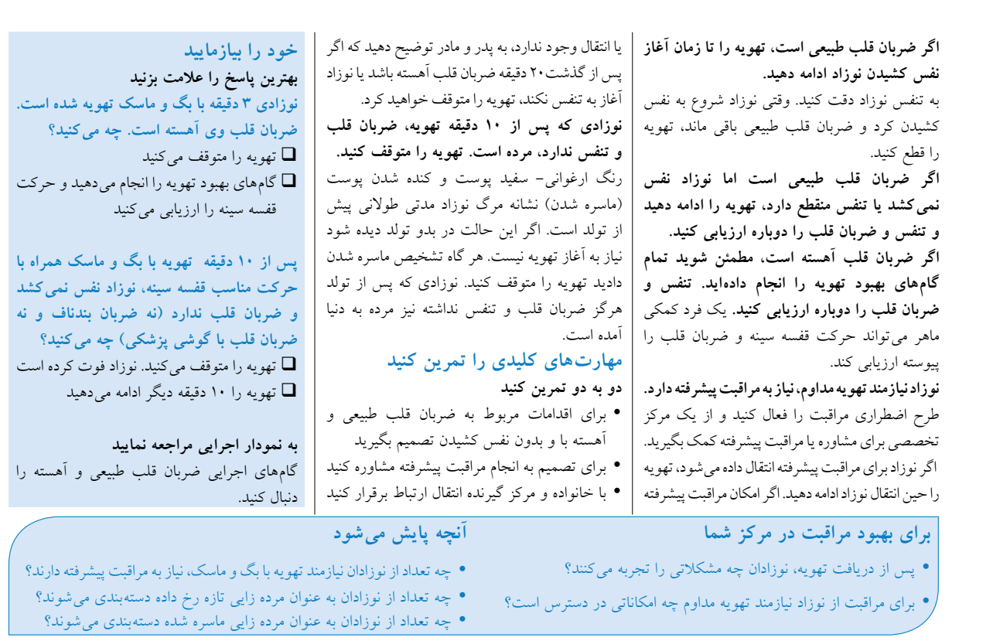 اگر ضربان قلب طبیعی است، تهویه را تا زمان آغاز
نفس کشیدن نوزاد ادامه دهید.
به تنفس نوزاد دقت کنید. وقتی نوزاد شروع به نفس
کشیدن کرد و ضربان قلب طبیعی باقی ماند، تهویه
را قطع کنید.
اگر ضربان قلب طبیعی است اما نوزاد نفس
نمی‌کشد یا تنفس منقطع دارد، تهویه را ادامه دهید
و تنفس و ضربان قلب را دوباره ارزیابی کنید.
اگر ضربان قلب آهسته است، مطمئن شوید تمام
گام‌های بهبود تهویه را انجام داده‌اید. تنفس و
ضربان قلب را دوباره ارزیابی کنید. یک فرد کمکی
ماهر می‌تواند حرکت قفسه سینه و ضربان قلب را
پیوسته ارزیابی کند.
نوزاد نیازمند تهویه مداوم، نیاز به مراقبت پیشرفته دارد.
طرح اضطراری مراقبت را فعال کنید و از یک مرکز
تخصصی برای مشاوره یا مراقبت پیشرفته کمک بگیرید.
اگر نوزاد برای مراقبت پیشرفته انتقال داده می‌شود، تهویه
را حین انتقال نوزاد ادامه دهید. اگر امکان مراقبت پیشرفته
یا انتقال وجود ندارد، به پدر و مادر توضیح دهید که اگر
پس از گذشت۲۰ دقیقه ضربان قلب آهسته باشد یا نوزاد
آغاز به تنفس نکند، تهویه را متوقف خواهید کرد.
نوزادی که پس از ۱۰ دقیقه تهویه، ضربان قلب
و تنفس ندارد، مرده است. تهویه را متوقف کنید.
رنگ ارغوانی- سفید پوست و کنده شدن پوست
(ماسره شدن) نشانه مرگ نوزاد مدتی طولانی پیش
از تولد است. اگر این حالت در بدو تولد دیده شود
نیاز به آغاز تهویه نیست. هر گاه تشخیص ماسره شدن
دادید تهویه را متوقف کنید. نوزادی که پس از تولد
هرگز ضربان قلب و تنفس نداشته نیز مرده به دنیا
آمده است.
مهارت‌های کلیدی را تمرین کنید
دو به دو تمرین کنید
• برای اقدامات مربوط به ضربان قلب طبیعی و
آهسته با و بدون نفس کشیدن تصمیم بگیرید
• برای تصمیم به انجام مراقبت پیشرفته مشاوره کنید
• با خانواده و مرکز گیرنده انتقال ارتباط برقرار کنید
خود را بیازمایید
بهترین پاسخ را علامت بزنید
نوزادی ۳ دقیقه با بگ و ماسک تهویه شده است.
ضربان قلب وی آهسته است. چه می‌کنید؟
❑ تهویه را متوقف می‌کنید
❑ گام‌های بهبود تهویه را انجام می‌دهید و حرکت
قفسه سینه را ارزیابی می‌کنید
پس از ۱۰ دقیقه تهویه با بگ و ماسک همراه با
حرکت مناسب قفسه سینه، نوزاد نفس نمی‌کشد
و ضربان قلب ندارد (نه ضربان بندناف و نه
ضربان قلب با گوشی پزشکی) چه می‌کنید؟
❑ تهویه را متوقف می‌کنید. نوزاد فوت کرده است
❑ تهویه را ۱۰ دقیقه دیگر ادامه می‌دهید
به نمودار اجرایی مراجعه نمایید
گام‌های اجرایی ضربان قلب طبیعی و آهسته را
دنبال کنید.
برای بهبود مراقبت در مرکز شما
• پس از دریافت تهویه، نوزادان چه مشکلاتی را تجربه می‌کنند؟
• برای مراقبت از نوزاد نیازمند تهویه مداوم چه امکاناتی در دسترس است؟
آنچه پایش می‌شود
• چه تعداد از نوزادان نیازمند تهویه با بگ و ماسک، نیاز به مراقبت پیشرفته دارند؟
• چه تعداد از نوزادان به عنوان مرده زایی تازه رخ داده دسته‌بندی می‌شوند؟
• چه تعداد از نوزادان به عنوان مرده زایی ماسره شده دسته‌بندی می‌شوند؟